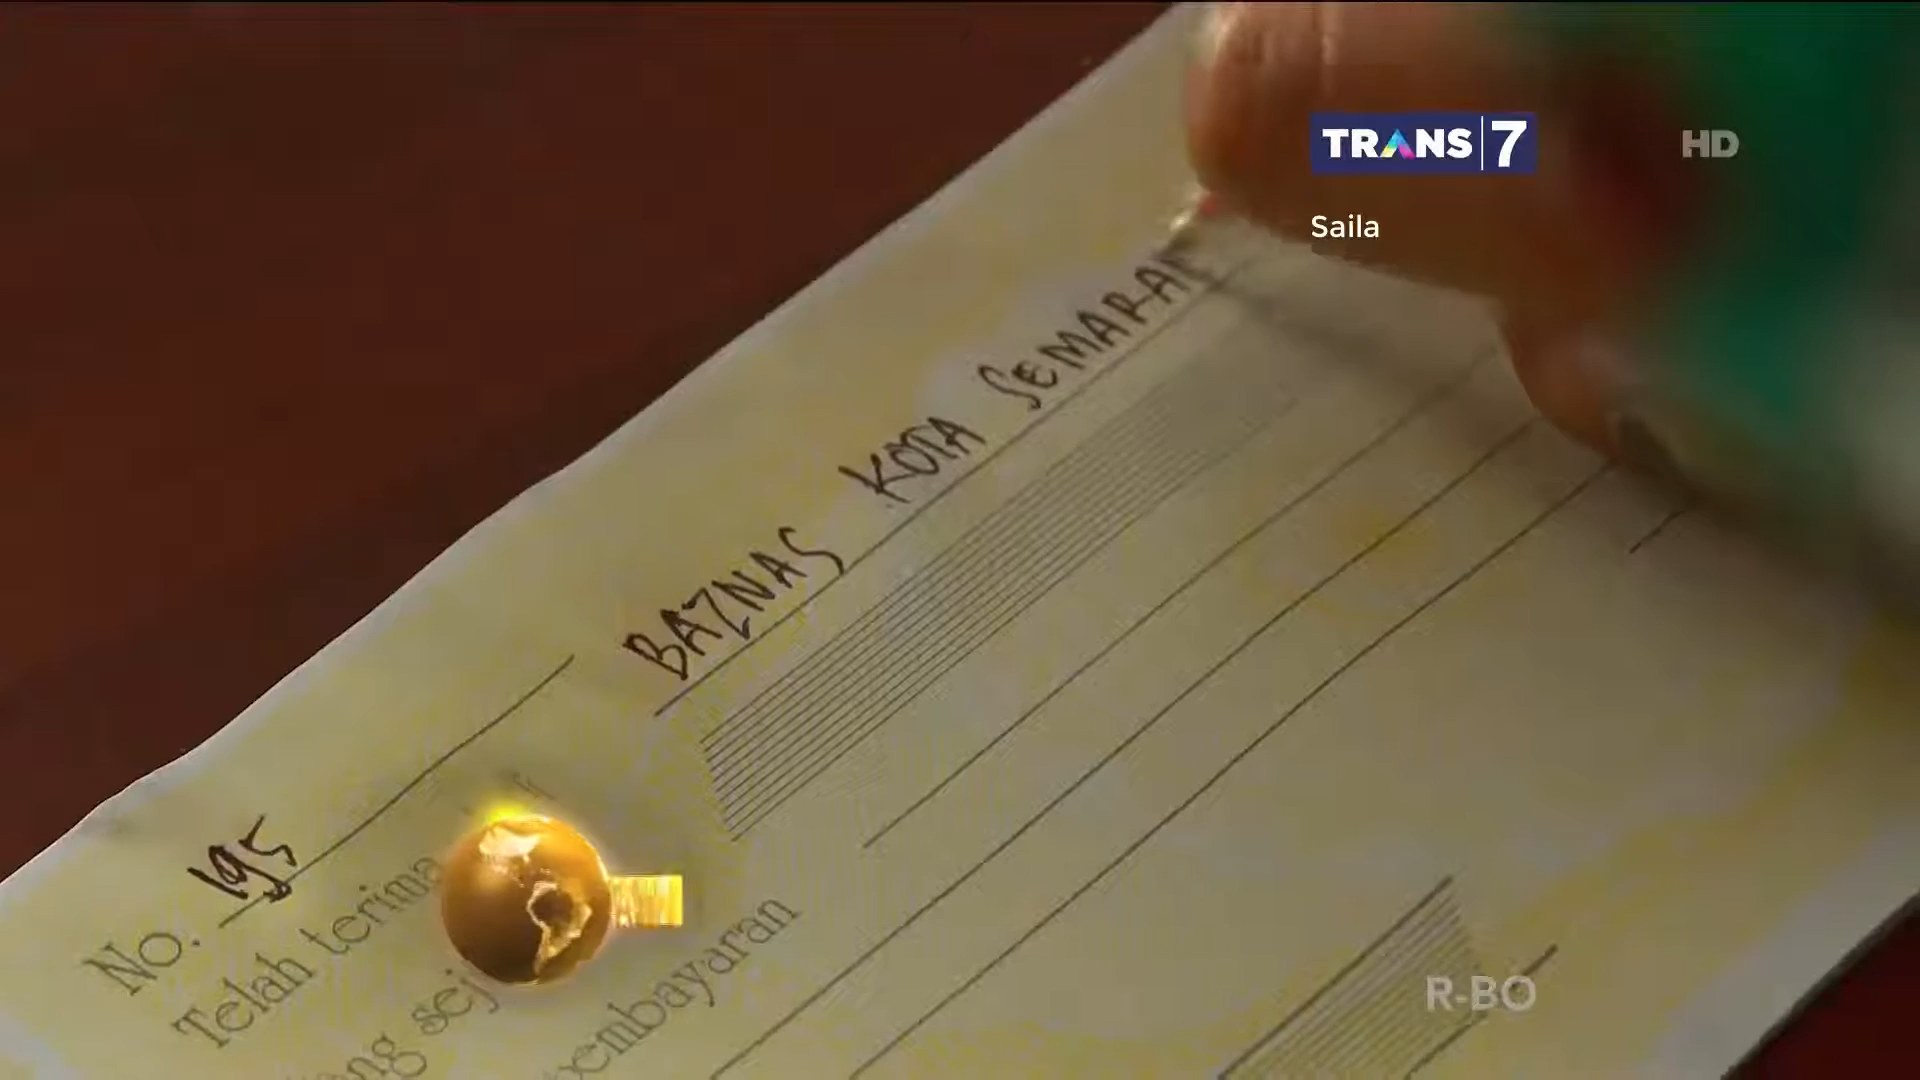 TRANS|7
HD
Saila
No. 195
BAZNAS KOTA SEMARAN
Telah terima
pembayaran
R-BO